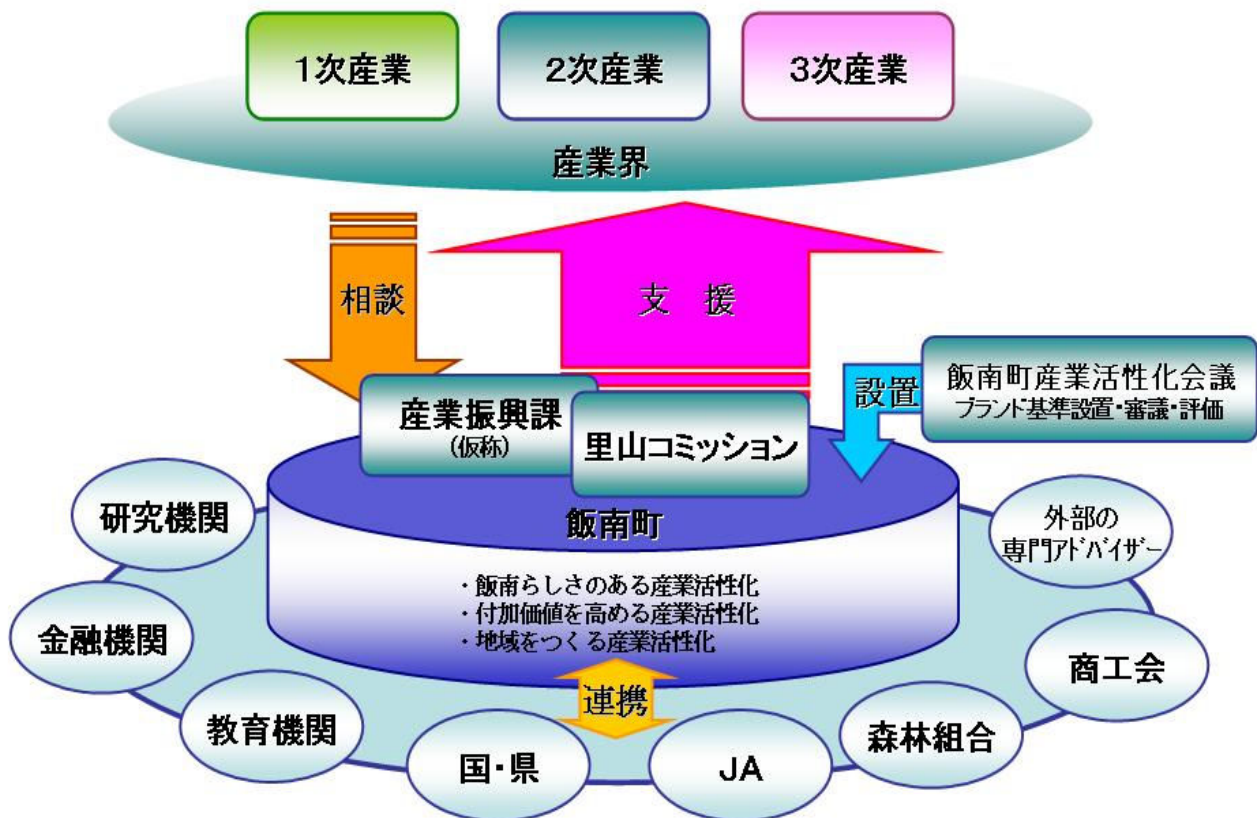 1次産業
2次産業
3次産業
産業界
相談
支　援
設置
飯南町産業活性化会議
ブランド基準設置・審議・評価
産業振興課
(仮称)
里山コミッション
飯南町
・飯南らしさのある産業活性化
・付加価値を高める産業活性化
・地域をつくる産業活性化
連携
研究機関
金融機関
教育機関
国・県
JA
森林組合
商工会
外部の
専門アドバイザー